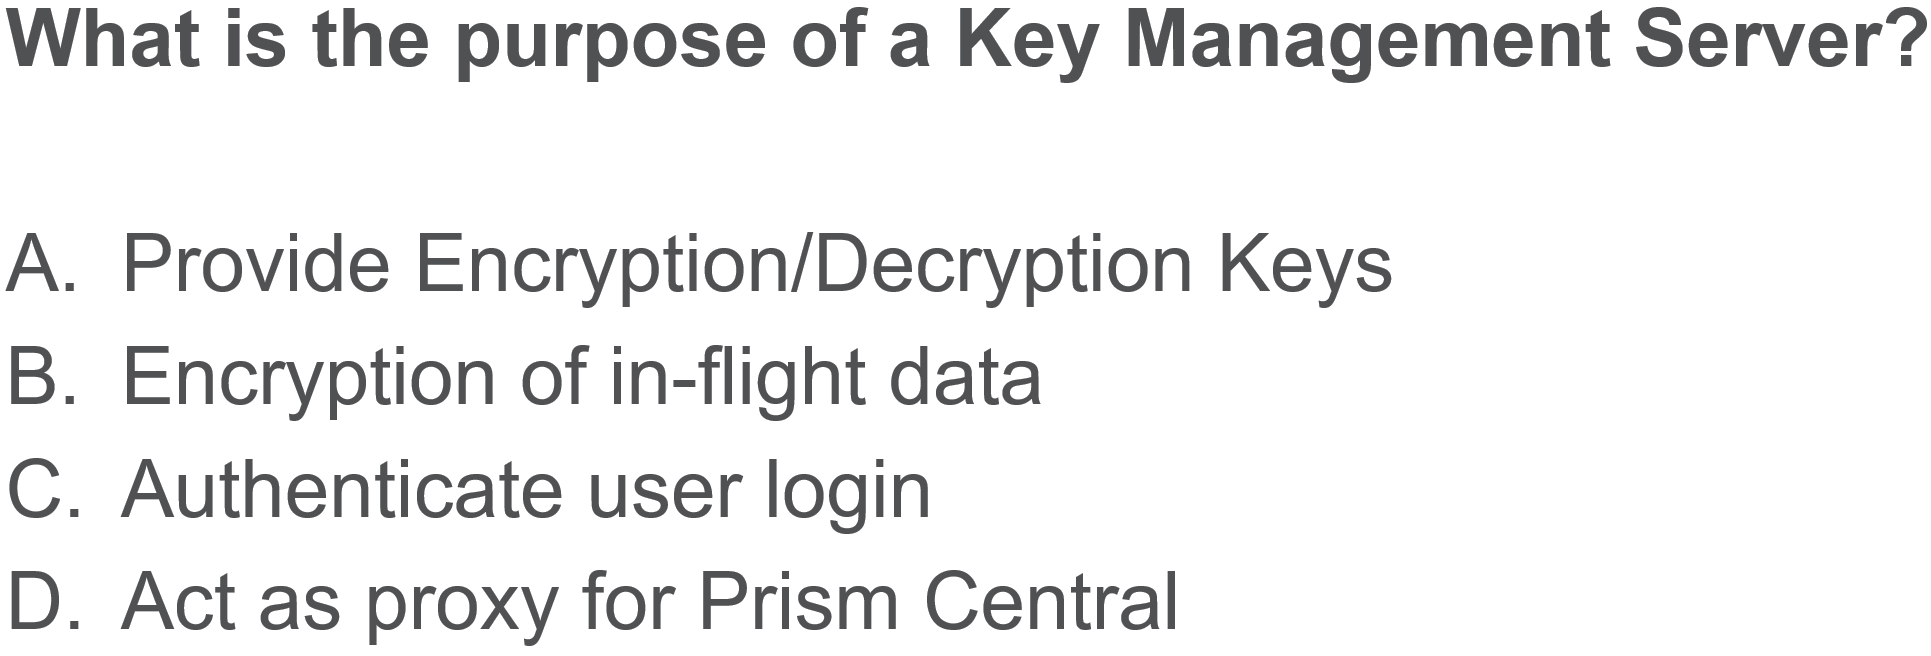 What is the purpose of a Key Management Server?
A. Provide Encryption/Decryption Keys
B. Encryption of in-flight data
C. Authenticate user login
D. Act as proxy for Prism Central